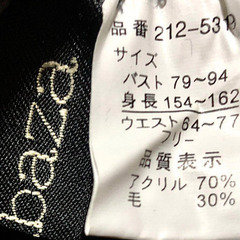 baza
品番 212-531
サイズ
バスト 79~94
身長 154~162
ウエスト 64~77
フリー
品質表示
アクリル 70%
毛 30%